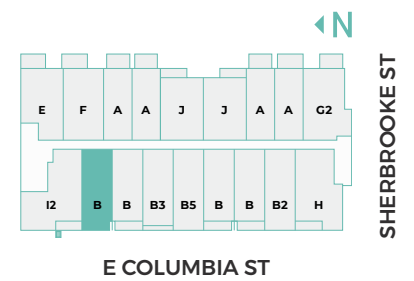 N
E F A A J J A A G2
I2 B B B3 B5 B B B2 H
E COLUMBIA ST
SHERBROOKE ST